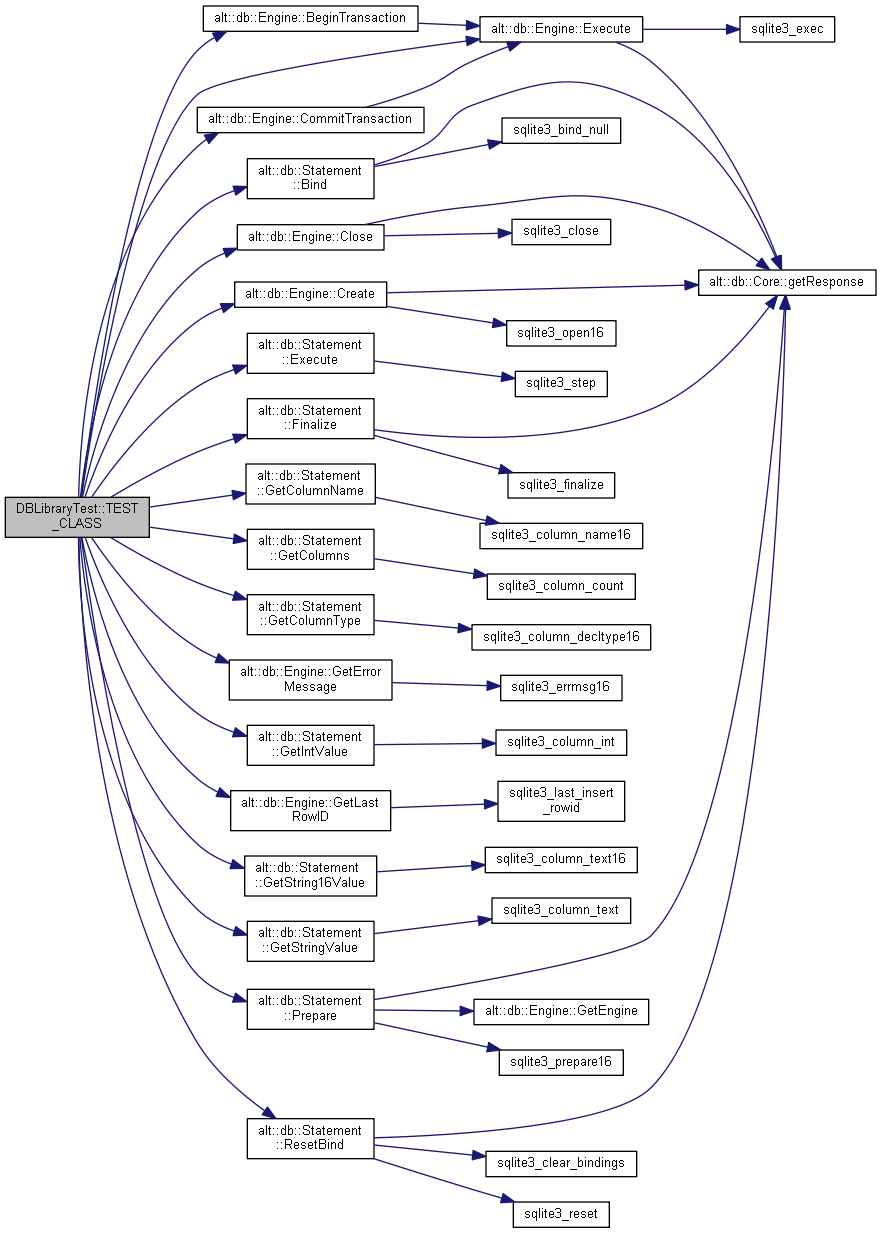 alt::db::Engine::BeginTransaction
alt::db::Engine::Execute
sqlite3_exec
alt::db::Engine::CommitTransaction
sqlite3_bind_null
alt::db::Statement
::Bind
alt::db::Engine::Close
sqlite3_close
alt::db::Core::getResponse
alt::db::Engine::Create
sqlite3_open16
alt::db::Statement
::Execute
sqlite3_step
alt::db::Statement
::Finalize
sqlite3_finalize
alt::db::Statement
::GetColumnName
DBLibraryTest::TEST
_CLASS
sqlite3_column_name16
alt::db::Statement
::GetColumns
sqlite3_column_count
alt::db::Statement
::GetColumnType
sqlite3_column_decltype16
alt::db::Engine::GetError
Message
sqlite3_errmsg16
alt::db::Statement
::GetIntValue
sqlite3_column_int
alt::db::Engine::GetLast
RowID
sqlite3_last_insert
_rowid
alt::db::Statement
::GetString16Value
sqlite3_column_text16
alt::db::Statement
::GetStringValue
sqlite3_column_text
alt::db::Statement
::Prepare
alt::db::Engine::GetEngine
sqlite3_prepare16
alt::db::Statement
::ResetBind
sqlite3_clear_bindings
sqlite3_reset